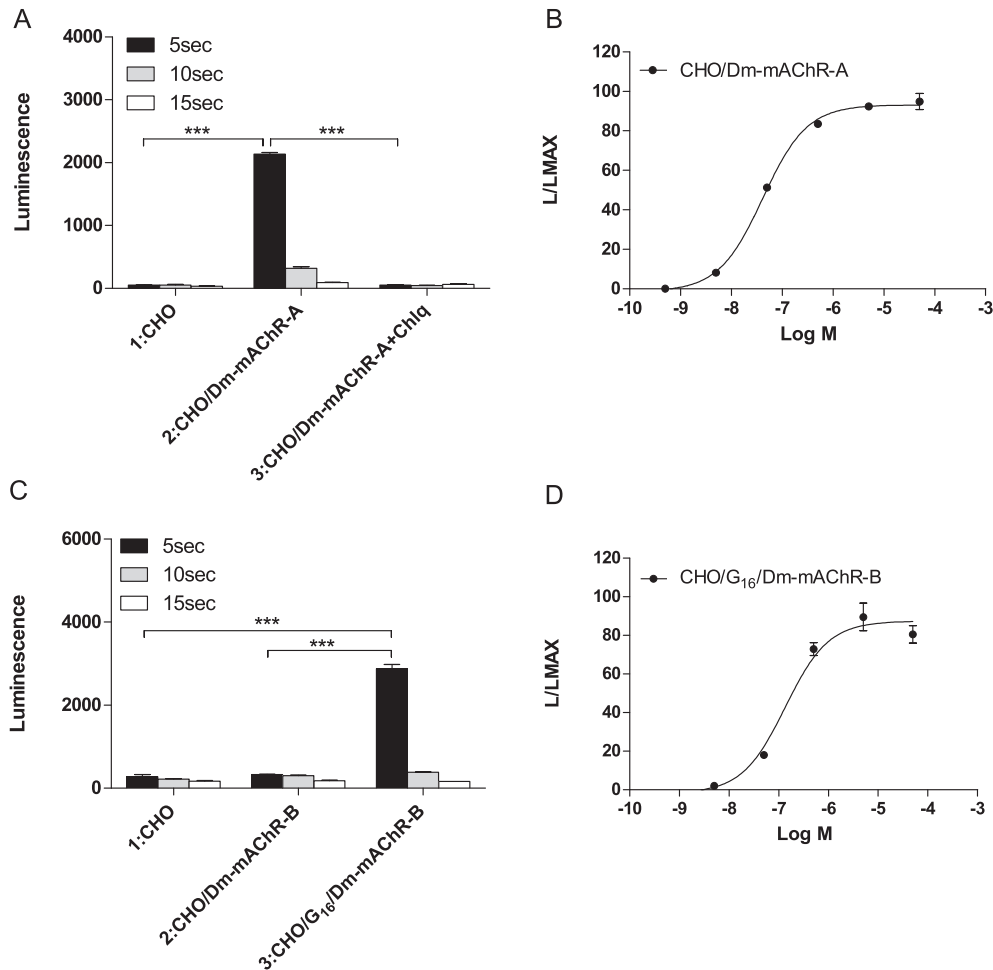 A
Luminescence
4000
3000
2000
1000
0
5sec
10sec
15sec
***
***
1:CHO
2:CHO/Dm-mAChR-A
3:CHO/Dm-mAChR-A+Chlq
B
L/LMAX
120
100
80
60
40
20
0
CHO/Dm-mAChR-A
-10 -9 -8 -7 -6 -5 -4 -3
Log M
C
Luminescence
6000
4000
2000
0
5sec
10sec
15sec
***
***
1:CHO
2:CHO/Dm-mAChR-B
3:CHO/G16/Dm-mAChR-B
D
L/LMAX
120
100
80
60
40
20
0
CHO/G16/Dm-mAChR-B
-10 -9 -8 -7 -6 -5 -4 -3
Log M